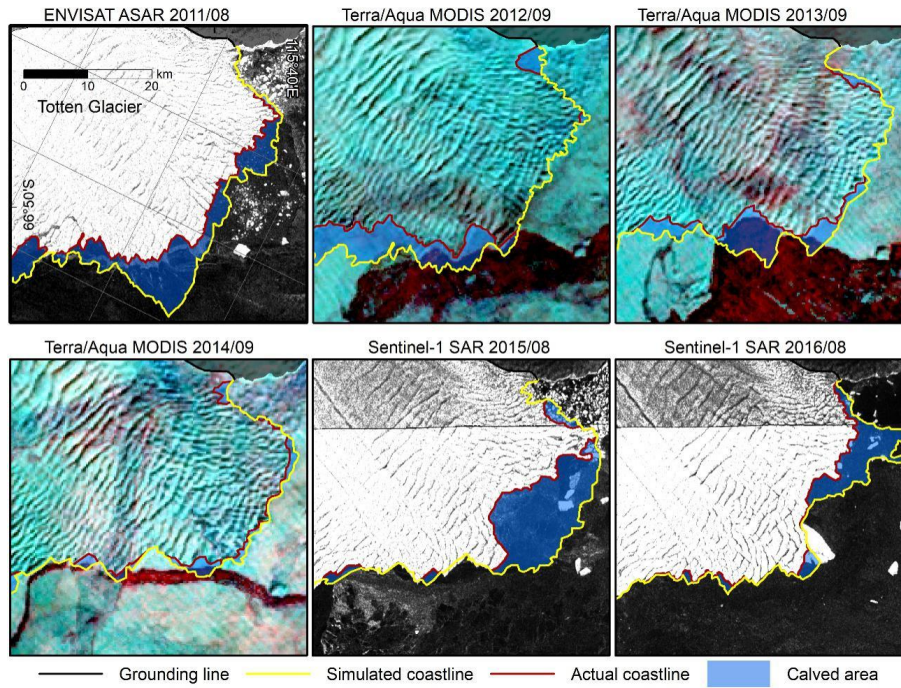 ENVISAT ASAR 2011/08
Terra/Aqua MODIS 2012/09
Terra/Aqua MODIS 2013/09
115°40'E
km
0 10 20
Totten Glacier
66°50'S
Terra/Aqua MODIS 2014/09
Sentinel-1 SAR 2015/08
Sentinel-1 SAR 2016/08
Grounding line
Simulated coastline
Actual coastline
Calved area